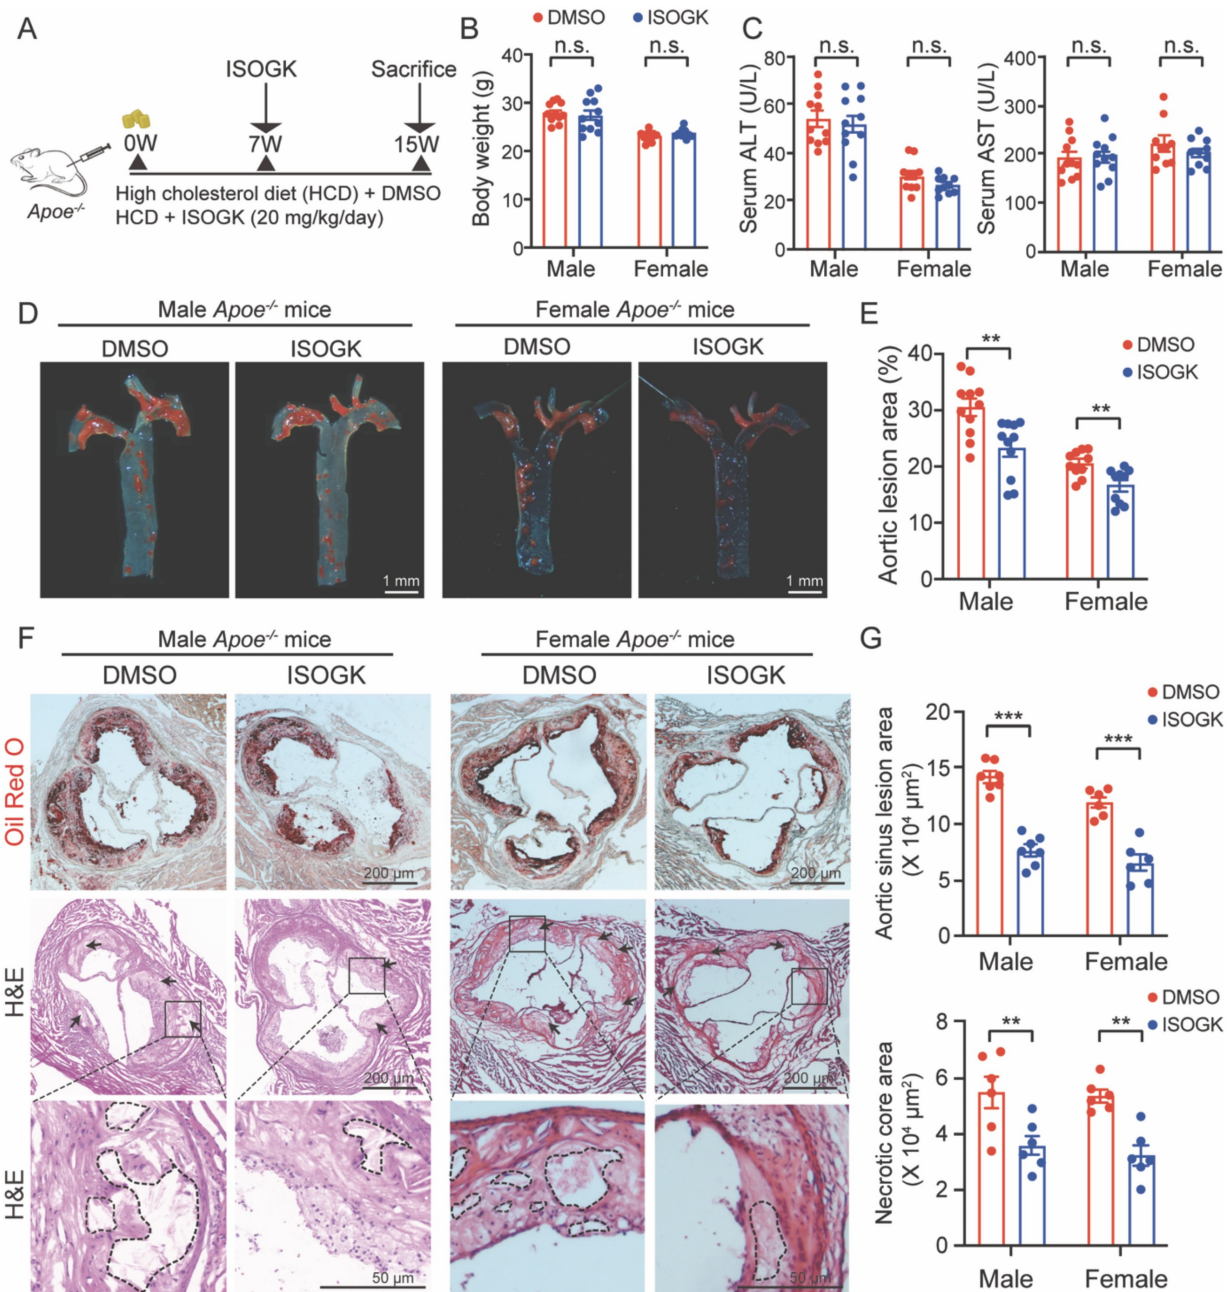 A
ISOGK
Sacrifice
0W
7W
15W
Apoe-/-
High cholesterol diet (HCD) + DMSO
HCD + ISOGK (20 mg/kg/day)
B
DMSO
ISOGK
n.s.
n.s.
Body weight (g)
40
30
20
10
0
Male
Female
C
n.s.
n.s.
Serum ALT (U/L)
80
60
40
20
0
Male
Female
n.s.
n.s.
Serum AST (U/L)
400
300
200
100
0
Male
Female
D
Male Apoe-/- mice
Female Apoe-/- mice
DMSO
ISOGK
DMSO
ISOGK
1 mm
1 mm
E
DMSO
ISOGK
**
**
Aortic lesion area (%)
40
30
20
10
0
Male
Female
F
Male Apoe-/- mice
Female Apoe-/- mice
DMSO
ISOGK
DMSO
ISOGK
Oil Red O
200 µm
200 µm
H&E
200 µm
200 µm
H&E
50 µm
50 µm
G
DMSO
ISOGK
***
***
Aortic sinus lesion area
(X 10⁴ µm²)
20
15
10
5
0
Male
Female
DMSO
ISOGK
**
**
Necrotic core area
(X 10⁴ µm²)
8
6
4
2
0
Male
Female